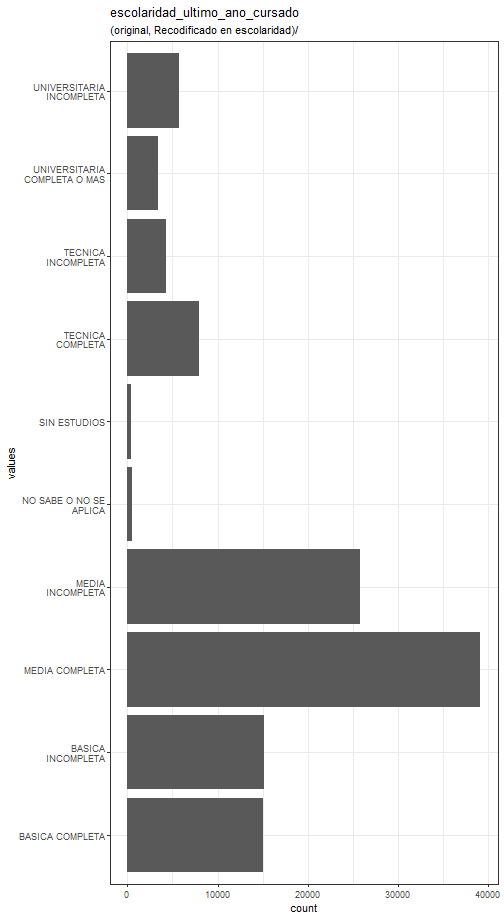 escolaridad_ultimo_ano_cursado
(original, Recodificado en escolaridad)/
UNIVERSITARIA
INCOMPLETA
UNIVERSITARIA
COMPLETA O MAS
TECNICA
INCOMPLETA
TECNICA
COMPLETA
SIN ESTUDIOS
NO SABE O NO SE
APLICA
MEDIA
INCOMPLETA
MEDIA COMPLETA
BASICA
INCOMPLETA
BASICA COMPLETA
values
0 10000 20000 30000 40000
count